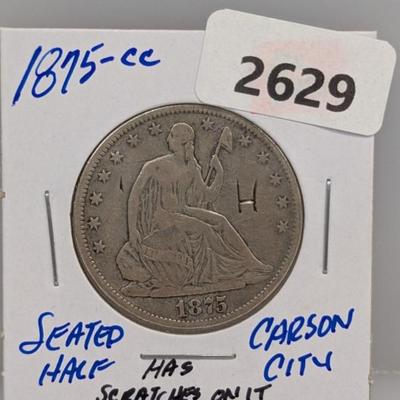 1875-CC
2629
H
1875
SEATED HALF
CARSON CITY
HAS
SCRATCHES ON IT